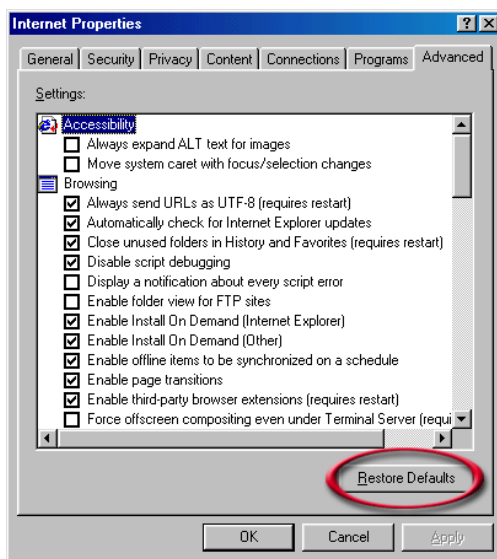 Internet Properties
General Security Privacy Content Connections Programs Advanced
Settings:
Accessibility
Always expand ALT text for images
Move system caret with focus/selection changes
Browsing
Always send URLs as UTF-8 (requires restart)
Automatically check for Internet Explorer updates
Close unused folders in History and Favorites (requires restart)
Disable script debugging
Display a notification about every script error
Enable folder view for FTP sites
Enable Install On Demand (Internet Explorer)
Enable Install On Demand (Other)
Enable offline items to be synchronized on a schedule
Enable page transitions
Enable third-party browser extensions (requires restart)
Force offscreen compositing even under Terminal Server (requi
Restore Defaults
OK Cancel Apply